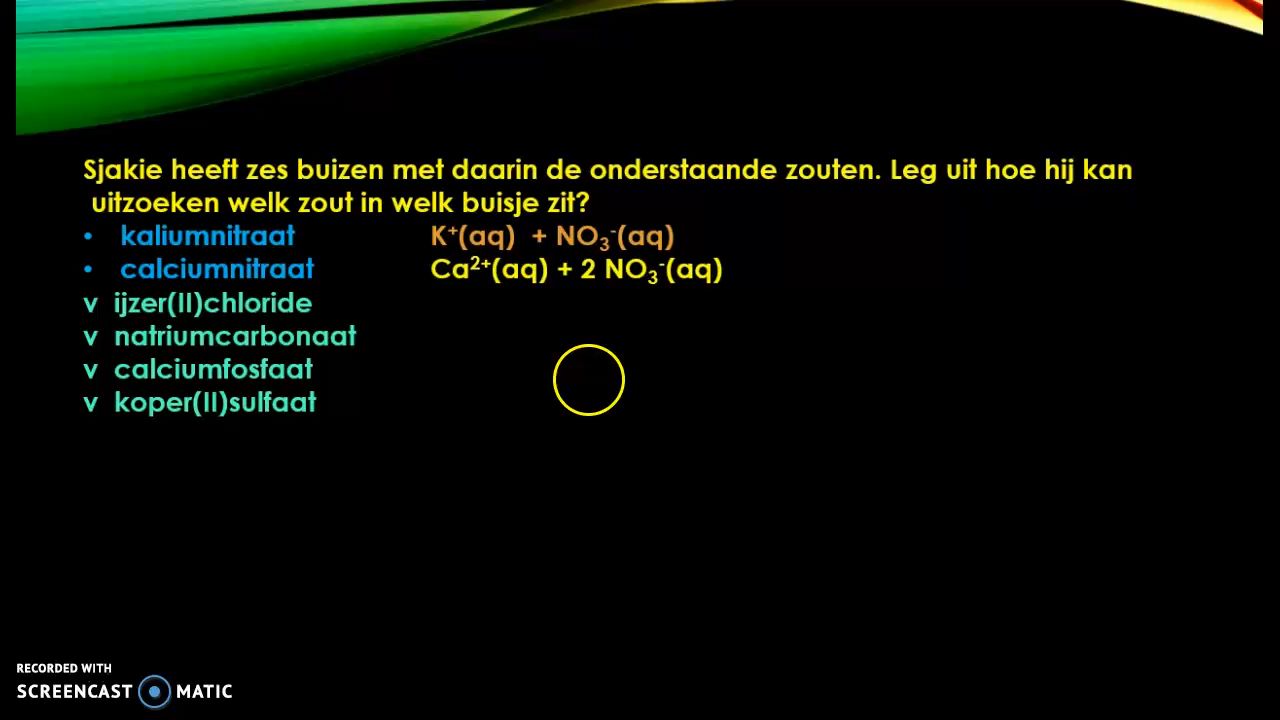 Sjakie heeft zes buizen met daarin de onderstaande zouten. Leg uit hoe hij kan
uitzoeken welk zout in welk buisje zit?
• kaliumnitraat K⁺(aq) + NO₃⁻(aq)
• calciumnitraat Ca²⁺(aq) + 2 NO₃⁻(aq)
v ijzer(II)chloride
v natriumcarbonaat
v calciumfosfaat
v koper(II)sulfaat
RECORDED WITH
SCREENCAST MATIC